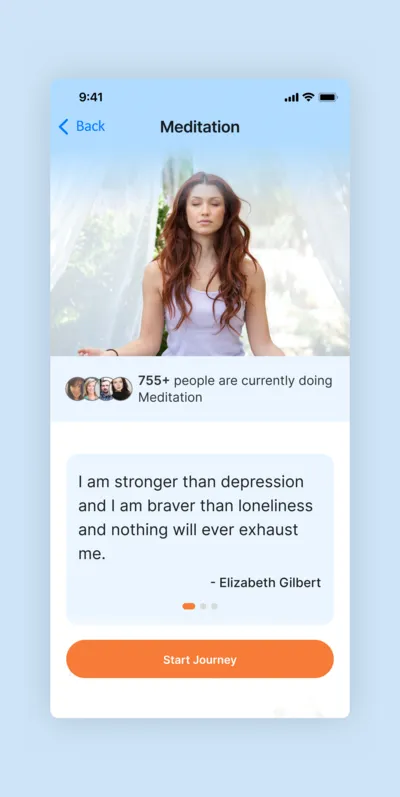 9:41
Back
Meditation
755+ people are currently doing
Meditation
I am stronger than depression
and I am braver than loneliness
and nothing will ever exhaust
me.
- Elizabeth Gilbert
Start Journey